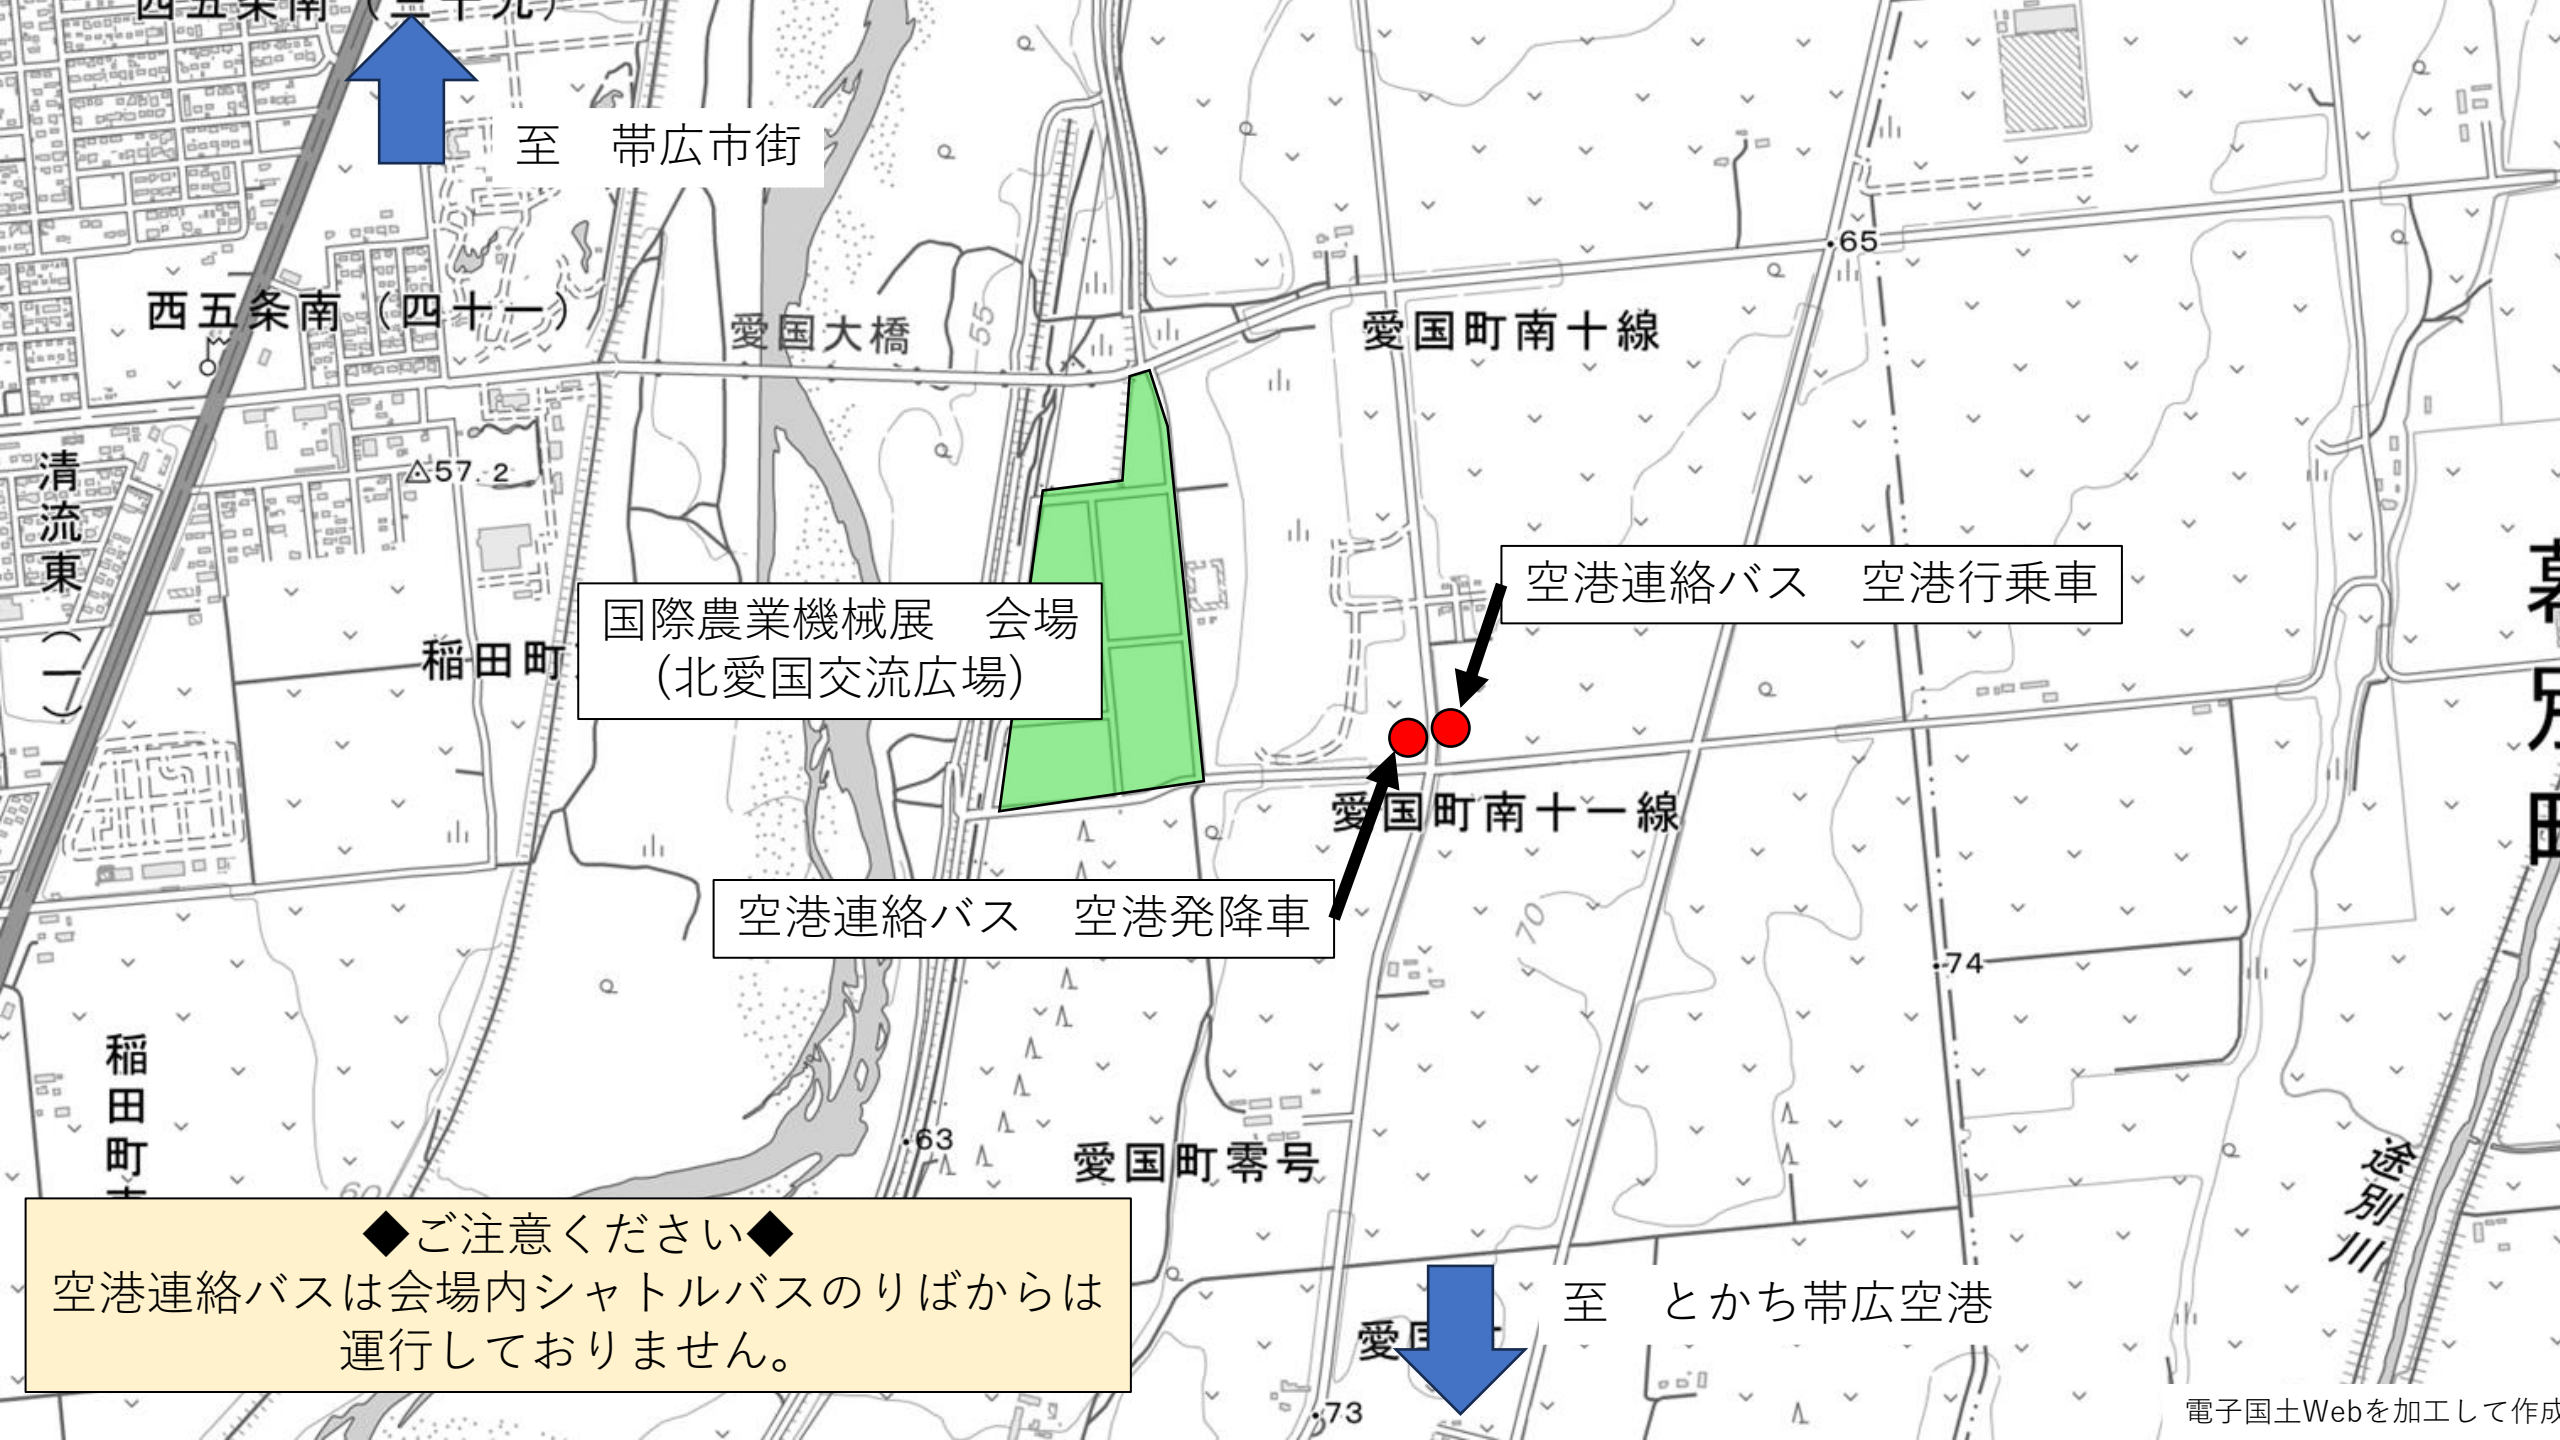 至　帯広市街
65
西五条南（四十一）
愛国大橋
55
愛国町南十線
57.2
清流東（一）
空港連絡バス　空港行乗車
国際農業機械展　会場
(北愛国交流広場)
稲田町
愛国町南十一線
空港連絡バス　空港発降車
70
74
稲田町
63
愛国町零号
途別川
60
◆ご注意ください◆
空港連絡バスは会場内シャトルバスのりばからは
運行しておりません。
至　とかち帯広空港
73
電子国土Webを加工して作成